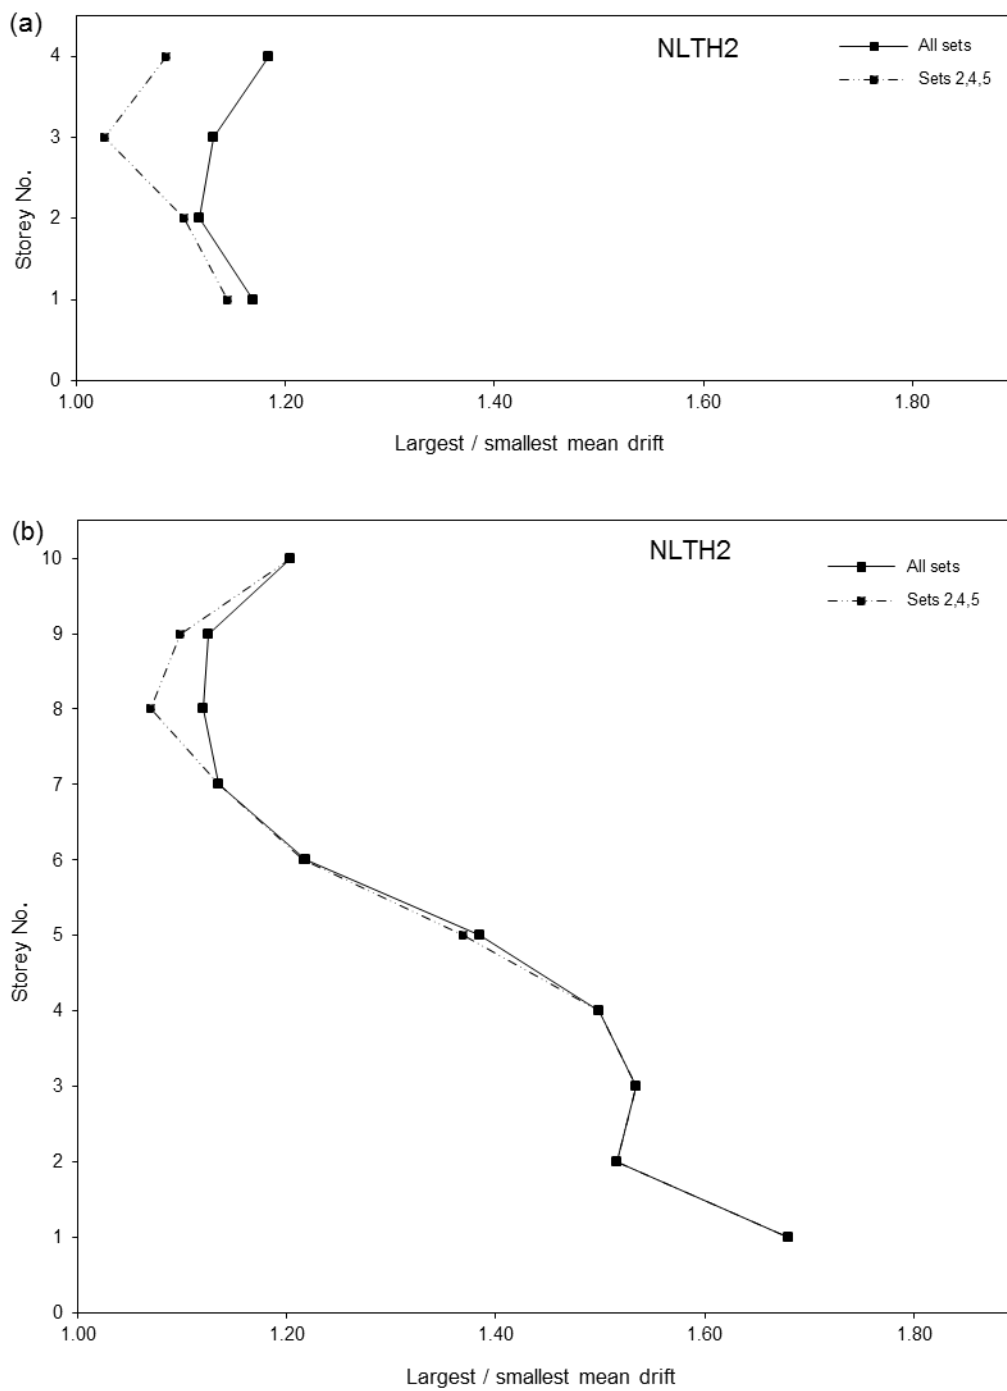 (a)
NLTH2
All sets
Sets 2,4,5
4
3
2
1
0
Storey No.
1.00 1.20 1.40 1.60 1.80
Largest / smallest mean drift
(b)
NLTH2
All sets
Sets 2,4,5
10
9
8
7
6
5
4
3
2
1
0
Storey No.
1.00 1.20 1.40 1.60 1.80
Largest / smallest mean drift